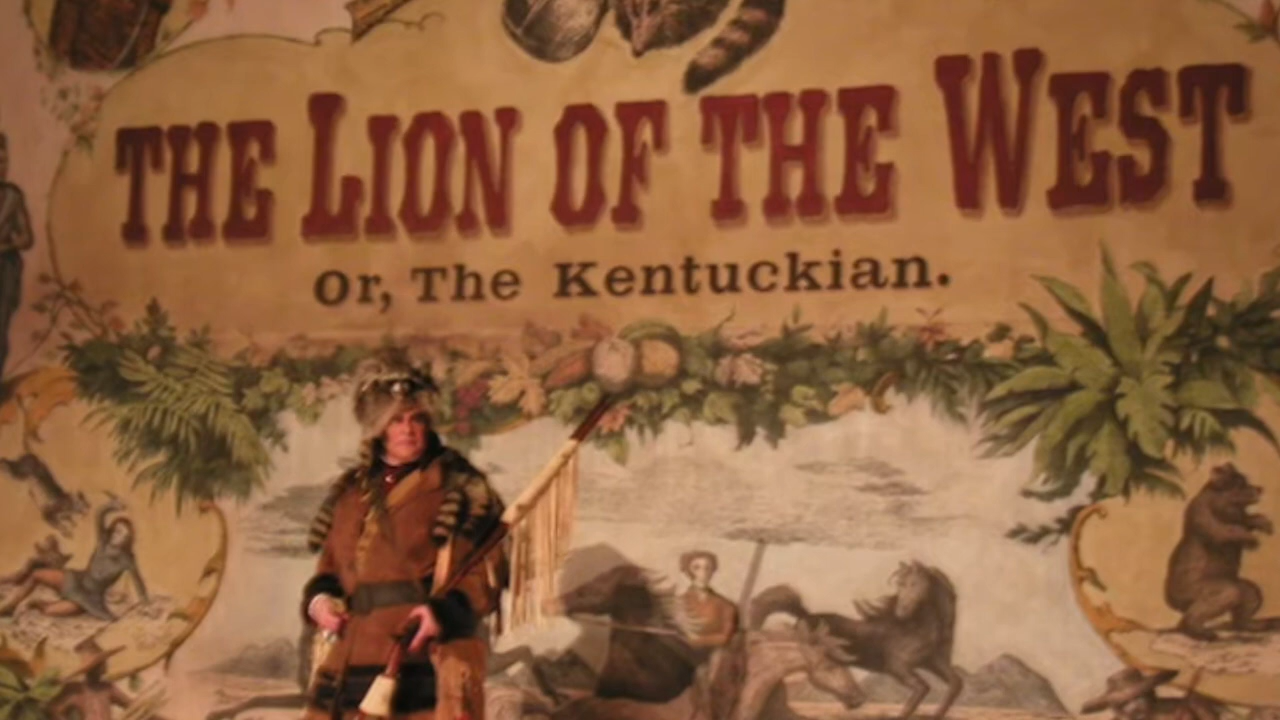 THE LION OF THE WEST
Or, The Kentuckian.